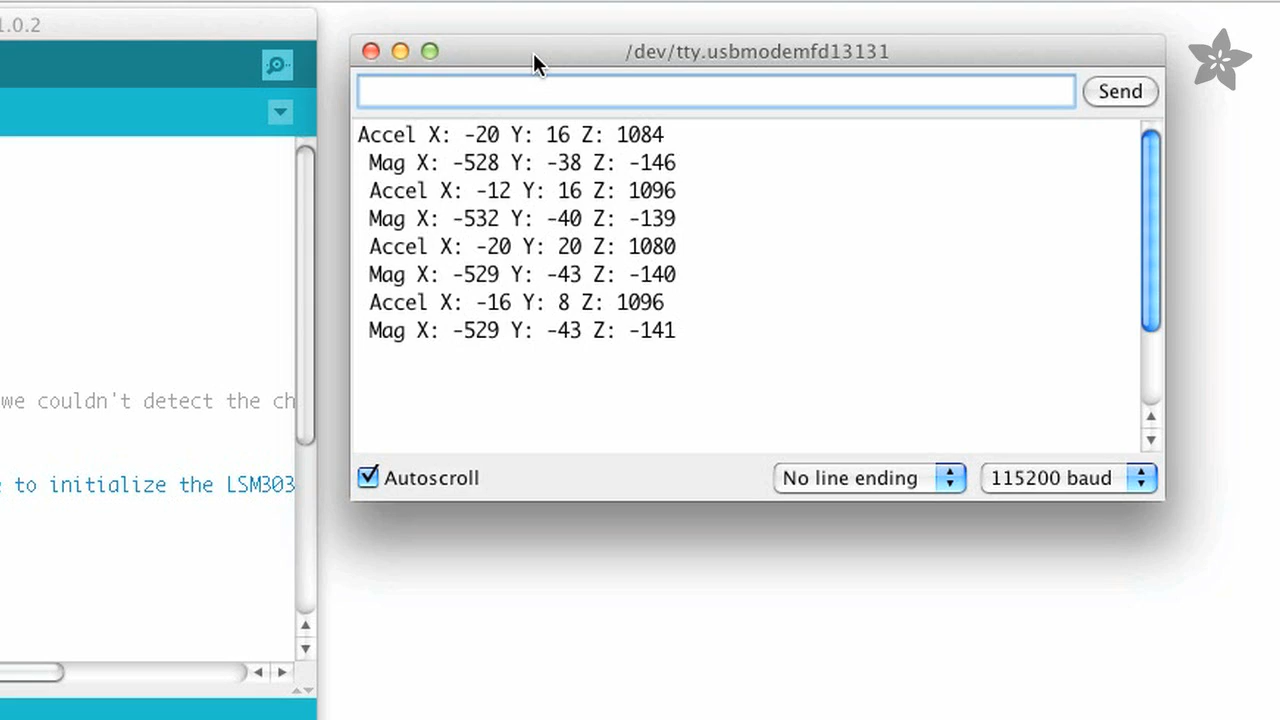 1.0.2
we couldn't detect the ch
to initialize the LSM303
/dev/tty.usbmodemfd13131
Send
Accel X: -20 Y: 16 Z: 1084
Mag X: -528 Y: -38 Z: -146
Accel X: -12 Y: 16 Z: 1096
Mag X: -532 Y: -40 Z: -139
Accel X: -20 Y: 20 Z: 1080
Mag X: -529 Y: -43 Z: -140
Accel X: -16 Y: 8 Z: 1096
Mag X: -529 Y: -43 Z: -141
Autoscroll
No line ending
115200 baud